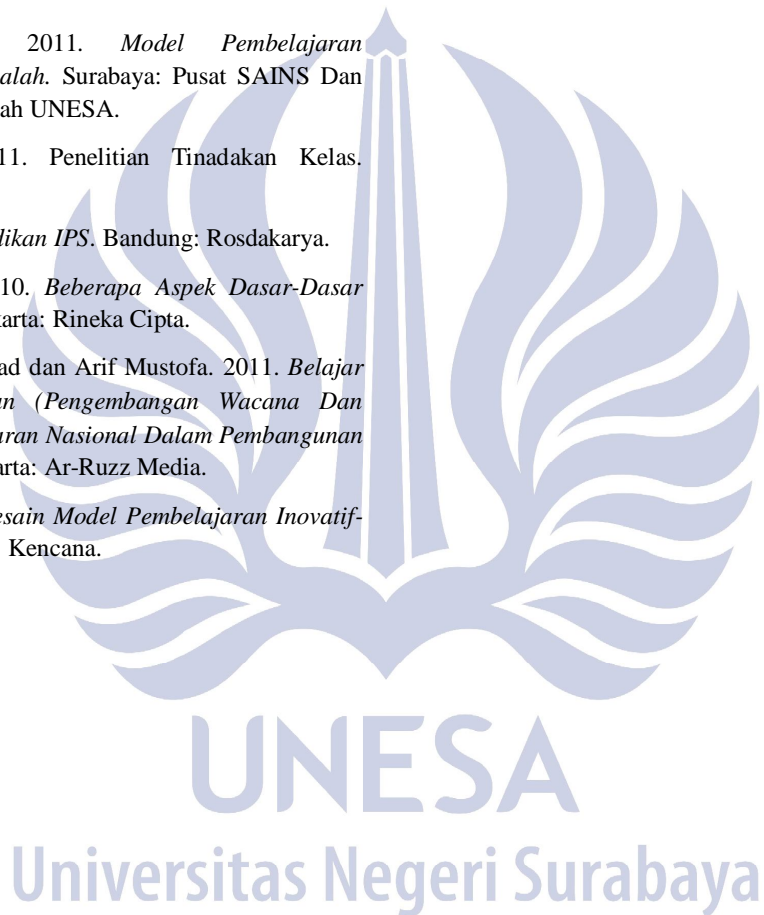 2011. Model Pembelajaran
alah. Surabaya: Pusat SAINS Dan
ah UNESA.
11. Penelitian Tinadakan Kelas.
likan IPS. Bandung: Rosdakarya.
10. Beberapa Aspek Dasar-Dasar
karta: Rineka Cipta.
ad dan Arif Mustofa. 2011. Belajar
an (Pengembangan Wacana Dan
uran Nasional Dalam Pembangunan
arta: Ar-Ruzz Media.
esain Model Pembelajaran Inovatif-
Kencana.
UNESA
Universitas Negeri Surabaya